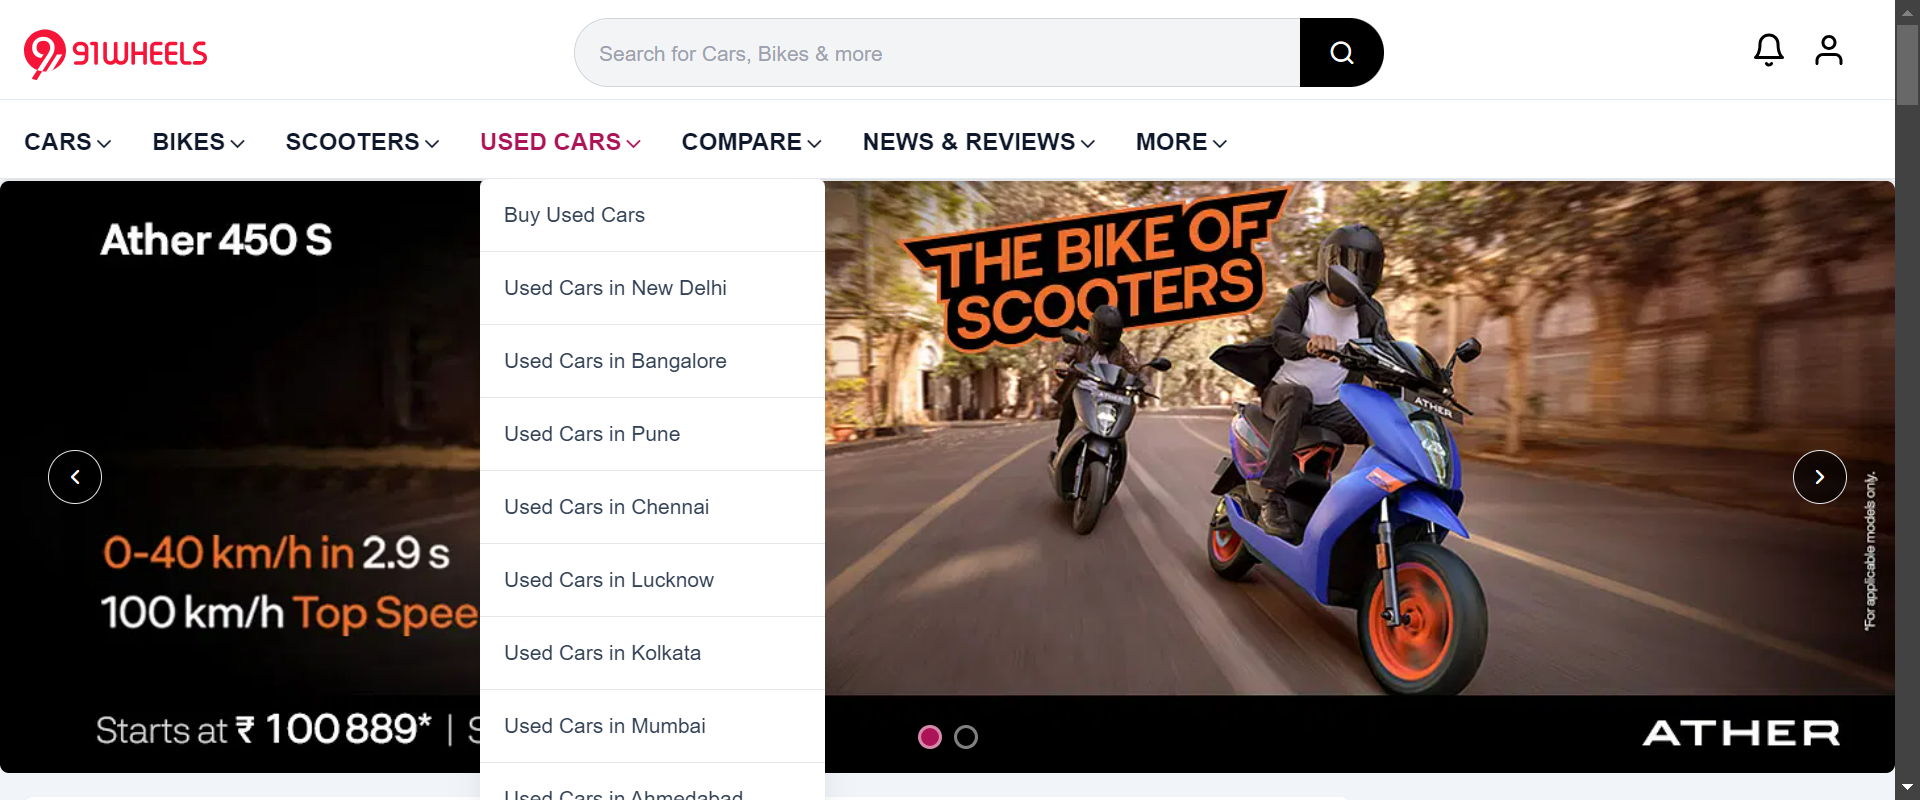 91WHEELS
Search for Cars, Bikes & more
CARS
BIKES
SCOOTERS
USED CARS
COMPARE
NEWS & REVIEWS
MORE
Buy Used Cars
Used Cars in New Delhi
Used Cars in Bangalore
Used Cars in Pune
Used Cars in Chennai
Used Cars in Lucknow
Used Cars in Kolkata
Used Cars in Mumbai
Used Cars in Ahmedabad
Ather 450 S
0-40 km/h in 2.9 s
100 km/h Top Spee
Starts at ₹ 100 889* | S
THE BIKE OF
SCOOTERS
ATHER
ATHER
*For applicable models only.
ATHER